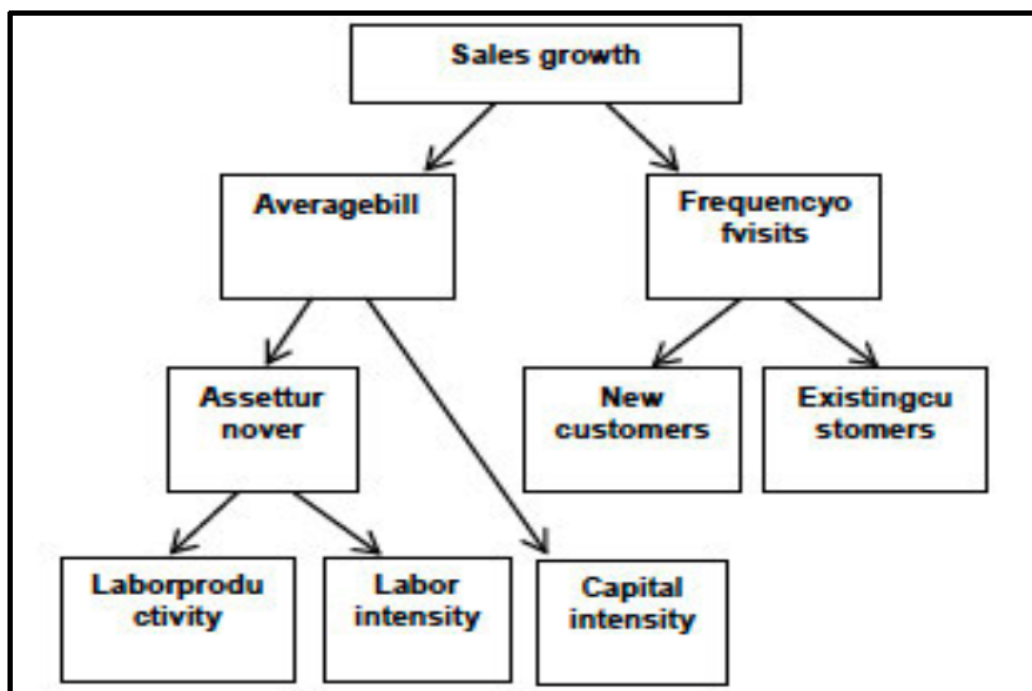 Sales growth
Averagebill
Frequencyo
fvisits
Assettur
nover
New
customers
Existingcu
stomers
Laborprodu
ctivity
Labor
intensity
Capital
intensity